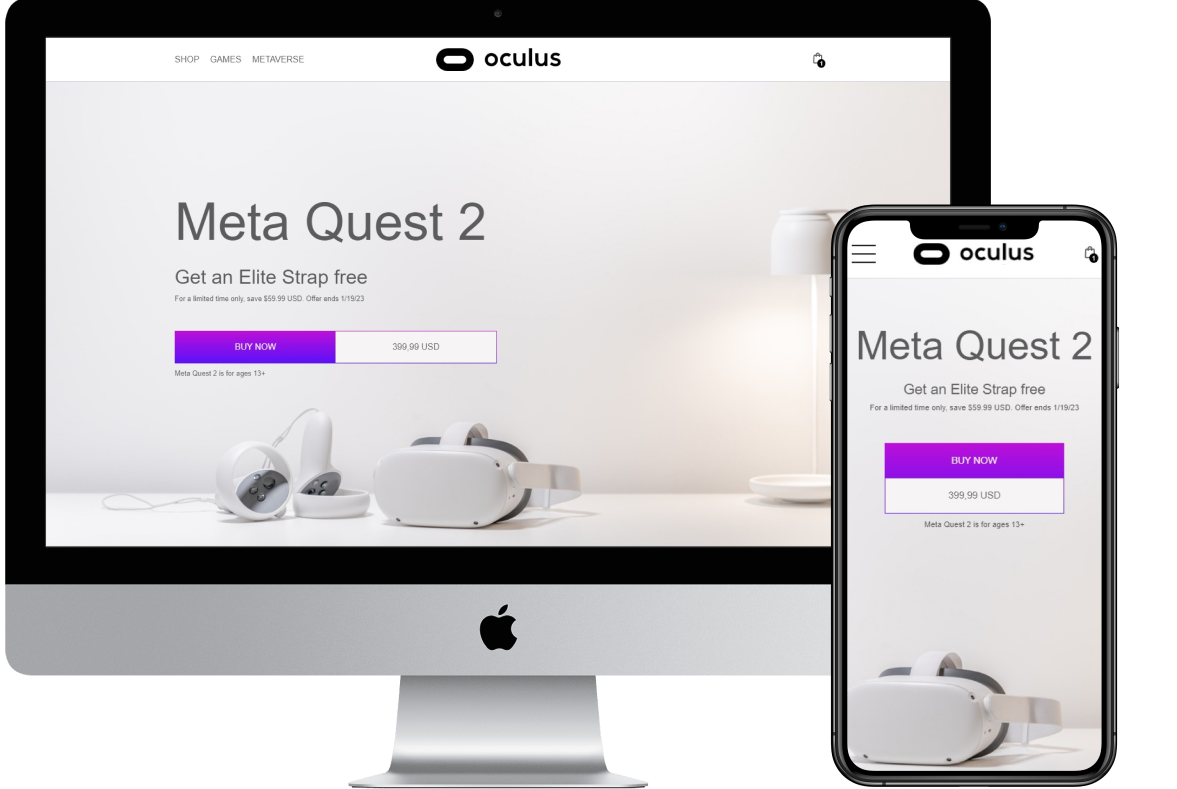 SHOP GAMES METAVERSE
oculus
1
Meta Quest 2
Get an Elite Strap free
For a limited time only, save $59.99 USD. Offer ends 1/19/23
BUY NOW 399,99 USD
Meta Quest 2 is for ages 13+
oculus
1
Meta Quest 2
Get an Elite Strap free
For a limited time only, save $59.99 USD. Offer ends 1/19/23
BUY NOW
399,99 USD
Meta Quest 2 is for ages 13+